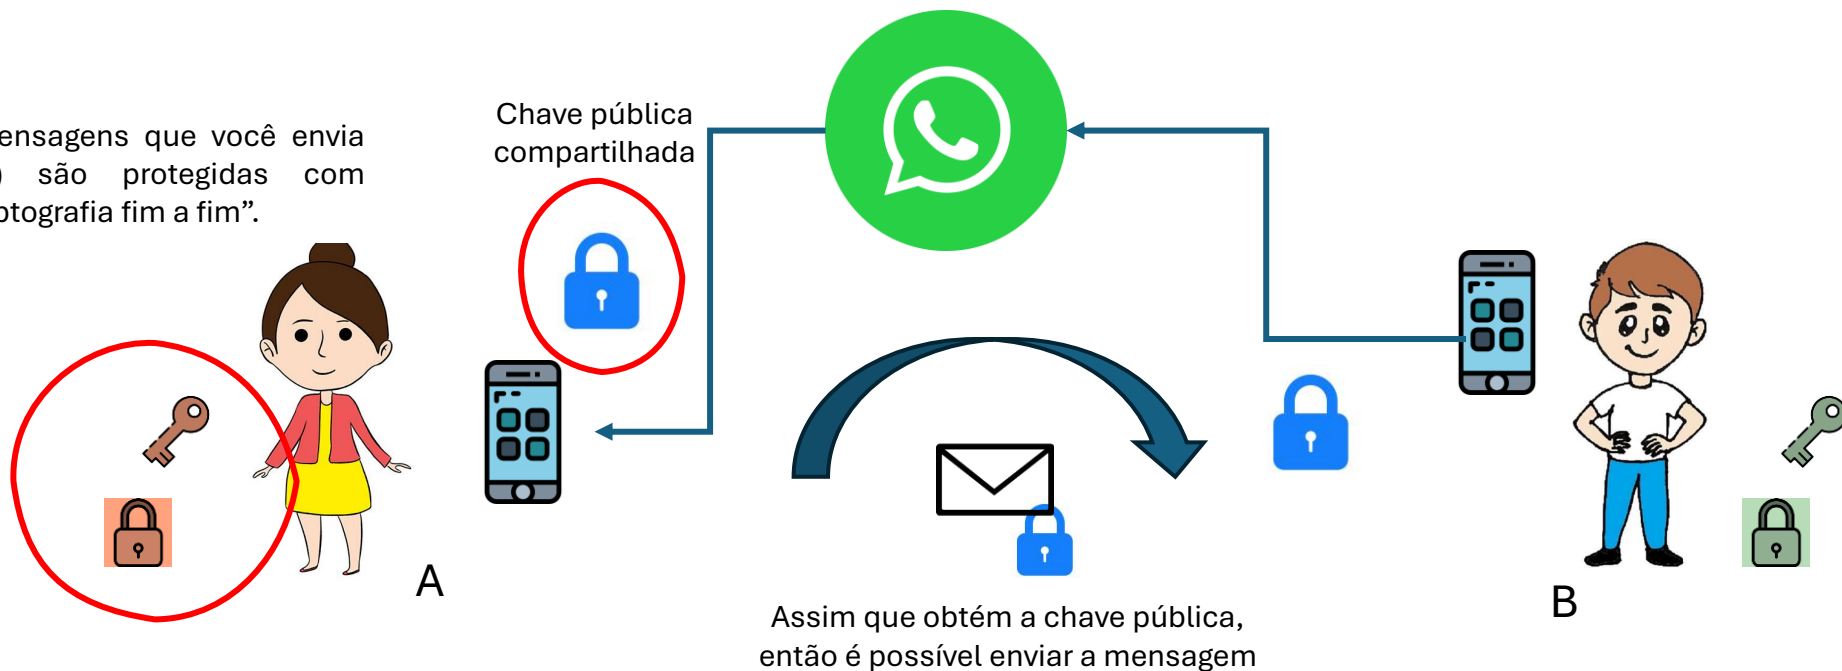 ensagens que você envia
) são protegidas com
ptografia fim a fim”.
Chave pública
compartilhada
A
B
Assim que obtém a chave pública,
então é possível enviar a mensagem